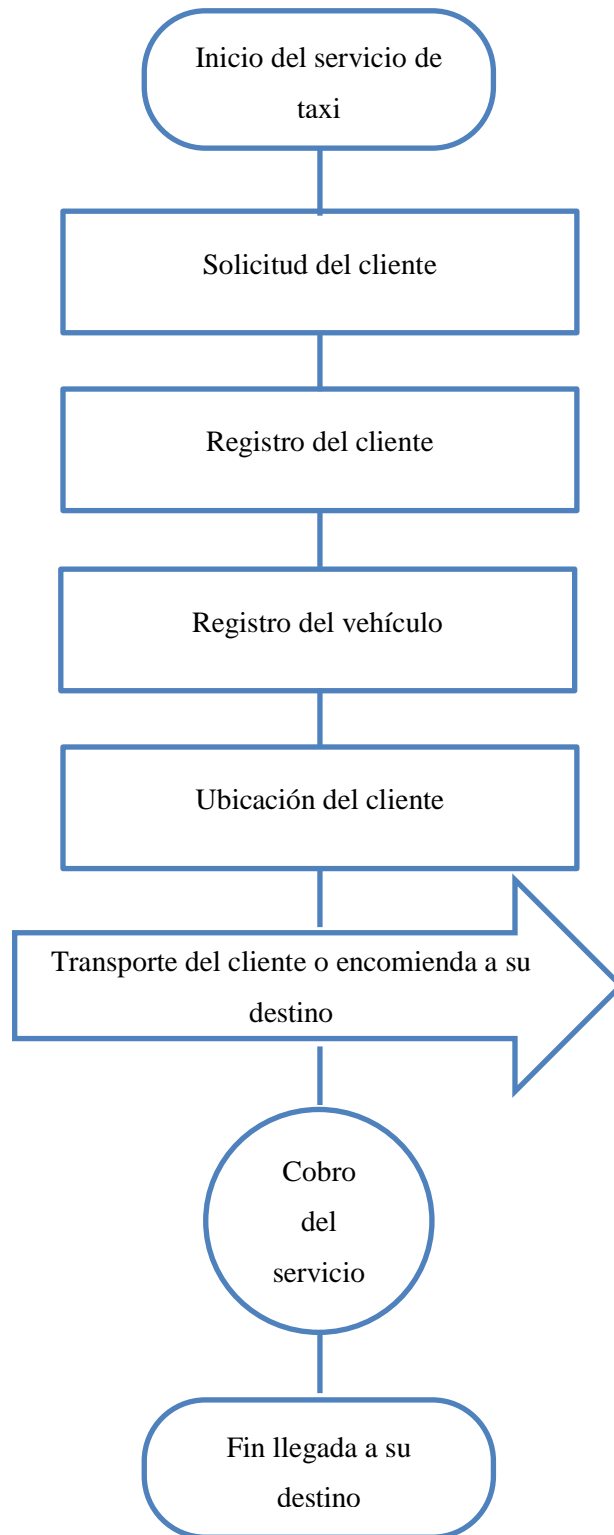 Inicio del servicio de
taxi
Solicitud del cliente
Registro del cliente
Registro del vehículo
Ubicación del cliente
Transporte del cliente o encomienda a su
destino
Cobro
del
servicio
Fin llegada a su
destino